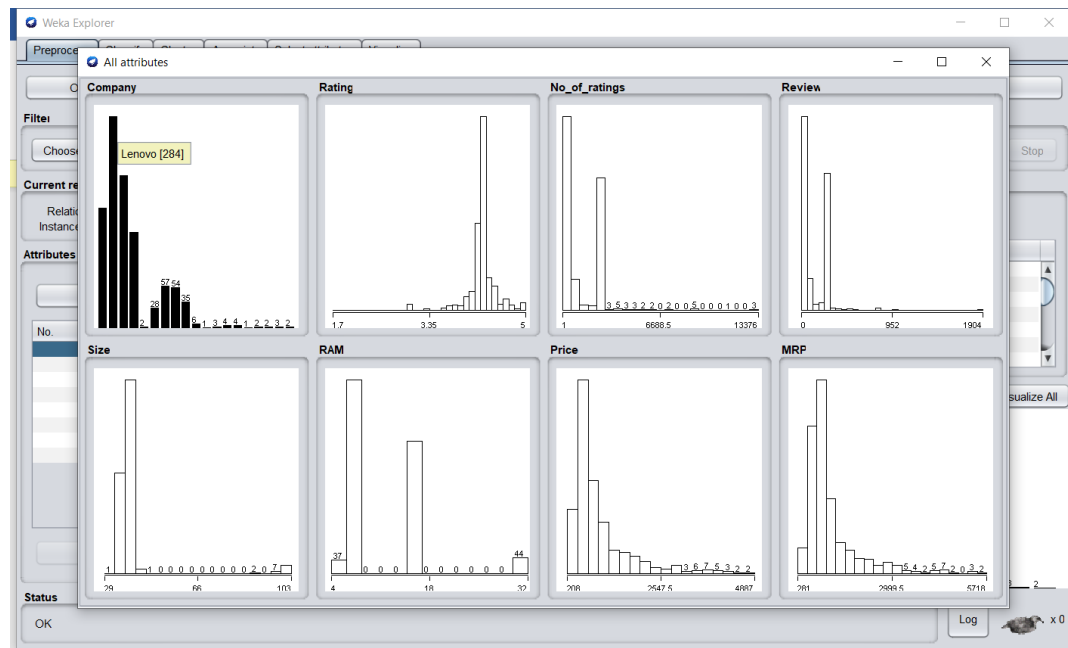 Weka Explorer
Preproce
All attributes
Company
Rating
No_of_ratings
Review
Filter
Choose
Lenovo [284]
Stop
Current re
Relatio
Instance
Attributes
2 28 57 54 35 6 1 3 4 4 1 2 2 3 2
3 5 3 3 2 2 0 2 0 0 5 0 0 0 1 0 0 3
1.7 3.35 5
1 6688.5 13376
0 952 1904
No.
Size
RAM
Price
MRP
sualize All
1 1 0 0 0 0 0 0 0 0 0 2 0 7
37 0 0 0 0 0 0 0 0 0 44
3 6 7 5 3 2 2
5 4 2 5 7 2 0 3 2
29 66 103
4 18 32
208 2547.5 4887
281 2999.5 5718
2
Status
OK
Log
x 0